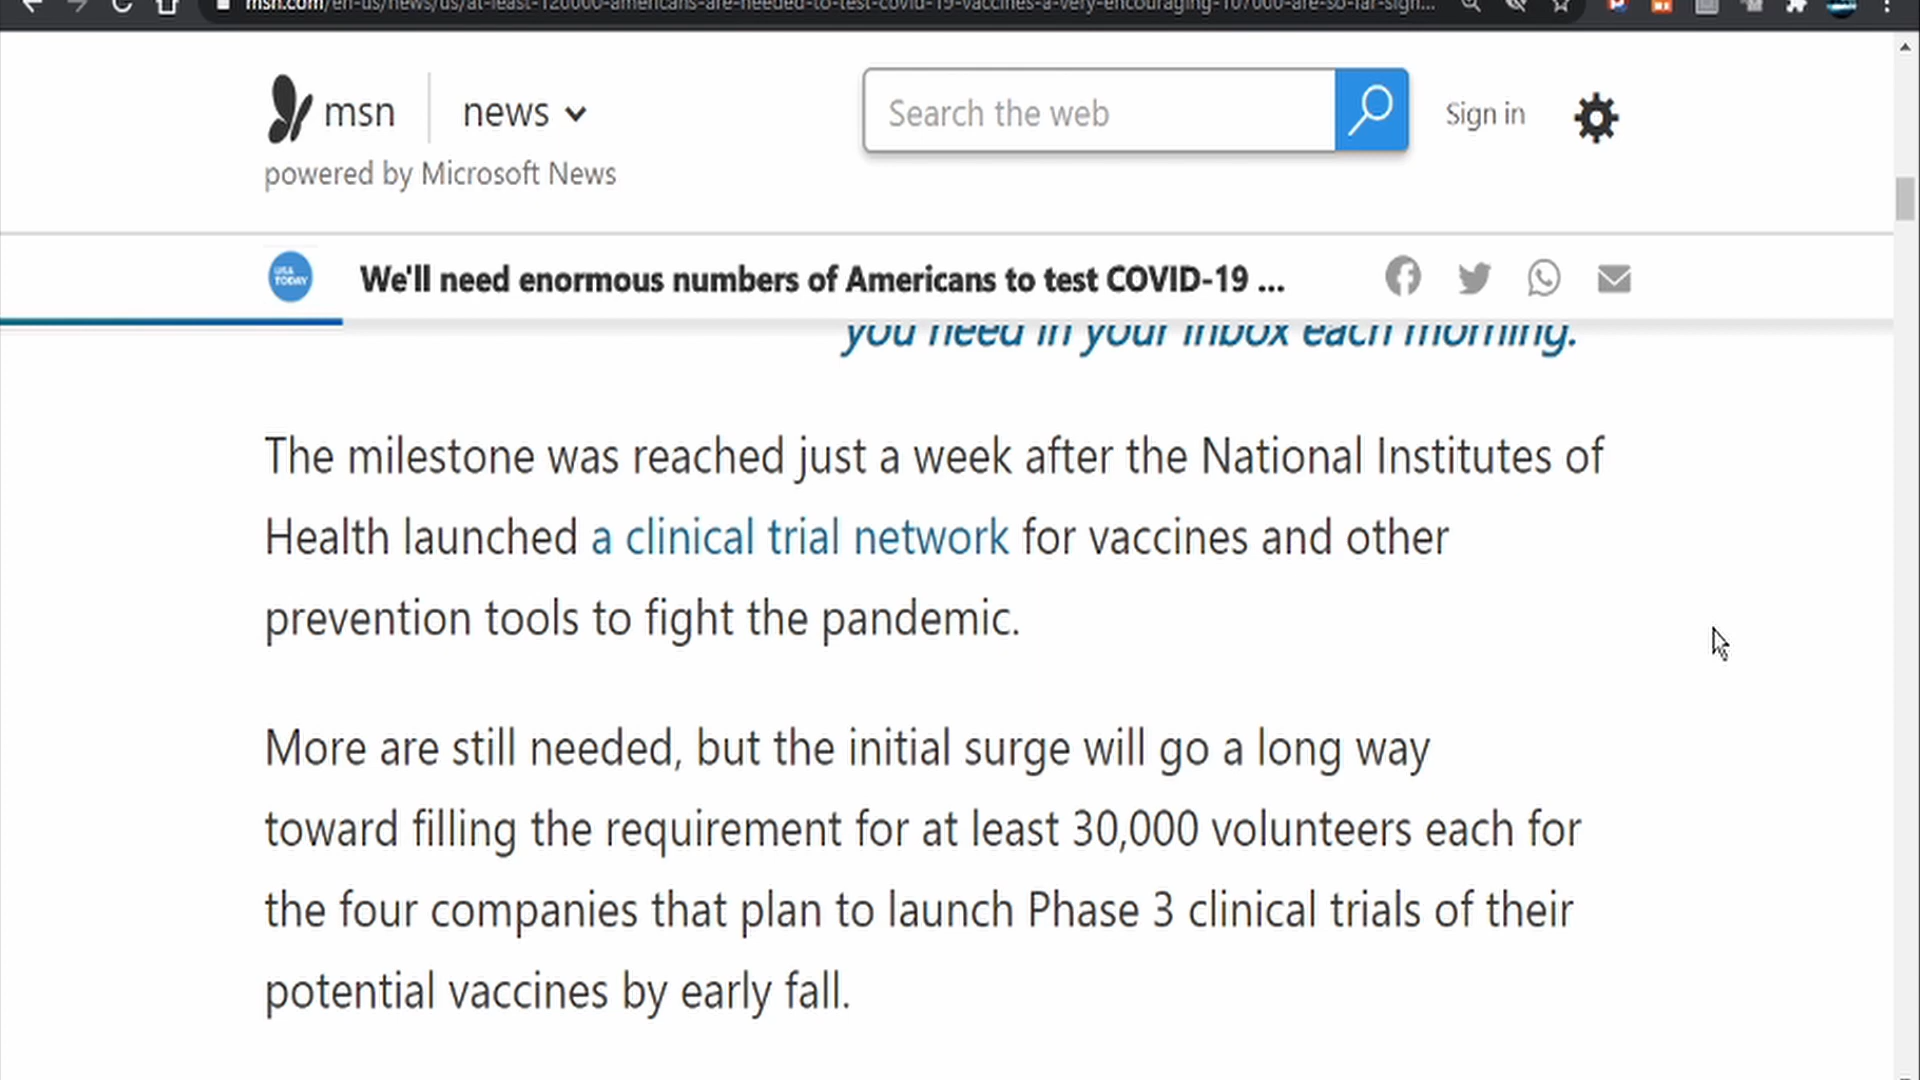 msn.com/en-us/news/us/at-least-120000-americans-are-needed-to-test-covid-19-vaccines-a-very-encouraging-107000-are-so-far-sign...
msn news
Search the web
Sign in
powered by Microsoft News
USA TODAY
We'll need enormous numbers of Americans to test COVID-19 ...
you need in your inbox each morning.
The milestone was reached just a week after the National Institutes of
Health launched a clinical trial network for vaccines and other
prevention tools to fight the pandemic.
More are still needed, but the initial surge will go a long way
toward filling the requirement for at least 30,000 volunteers each for
the four companies that plan to launch Phase 3 clinical trials of their
potential vaccines by early fall.